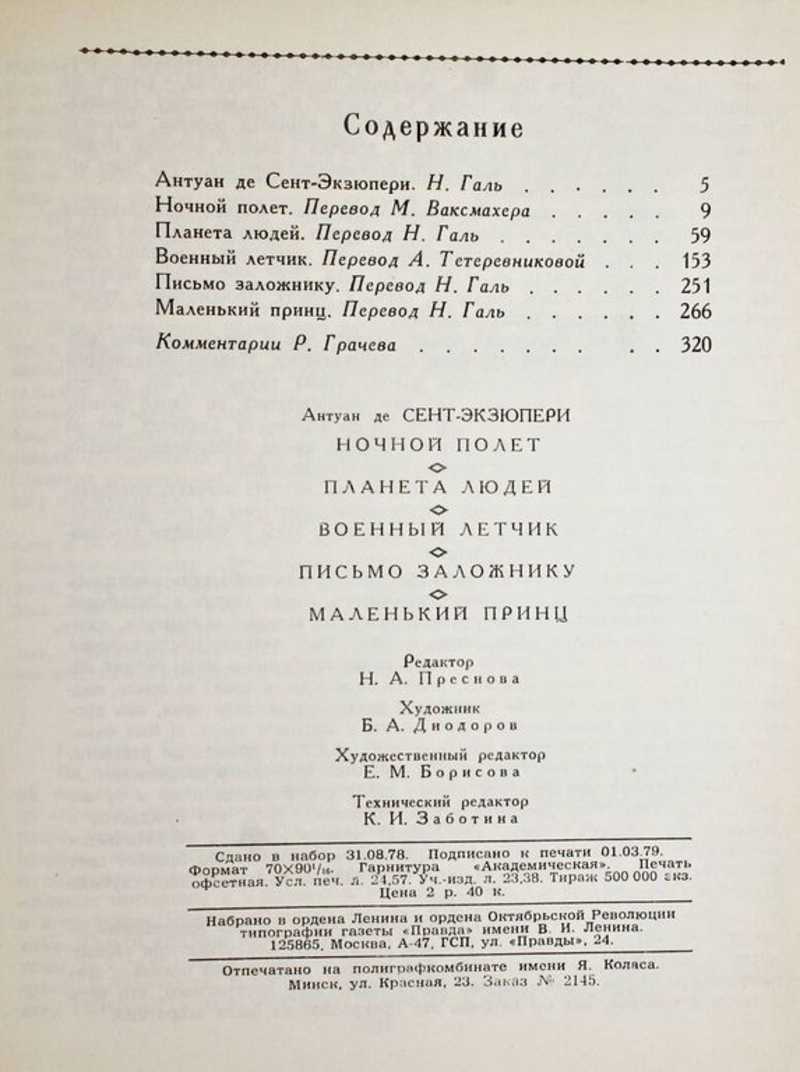 Содержание
Антуан де Сент-Экзюпери. Н. Галь . . . . . . 5
Ночной полет. Перевод М. Ваксмахера . . . . . 9
Планета людей. Перевод Н. Галь . . . . . . . 59
Военный летчик. Перевод А. Тетеревниковой . . . 153
Письмо заложнику. Перевод Н. Галь . . . . . . 251
Маленький принц. Перевод Н. Галь . . . . . . 266
Комментарии Р. Грачева . . . . . . . . . 320
Антуан де СЕНТ-ЭКЗЮПЕРИ
НОЧНОЙ ПОЛЕТ
ПЛАНЕТА ЛЮДЕЙ
ВОЕННЫЙ ЛЕТЧИК
ПИСЬМО ЗАЛОЖНИКУ
МАЛЕНЬКИЙ ПРИНЦ
Редактор
Н. А. Преснова
Художник
Б. А. Диодоров
Художественный редактор
Е. М. Борисова
Технический редактор
К. И. Заботина
Сдано в набор 31.08.78. Подписано к печати 01.03.79.
Формат 70×90¹/₁₆. Гарнитура «Академическая». Печать
офсетная. Усл. печ. л. 24,57. Уч.-изд. л. 23,38. Тираж 500 000 экз.
Цена 2 р. 40 к.
Набрано в ордена Ленина и ордена Октябрьской Революции
типографии газеты «Правда» имени В. И. Ленина.
125865, Москва, А-47, ГСП, ул. «Правды», 24.
Отпечатано на полиграфкомбинате имени Я. Коласа.
Минск, ул. Красная, 23. Заказ № 2145.